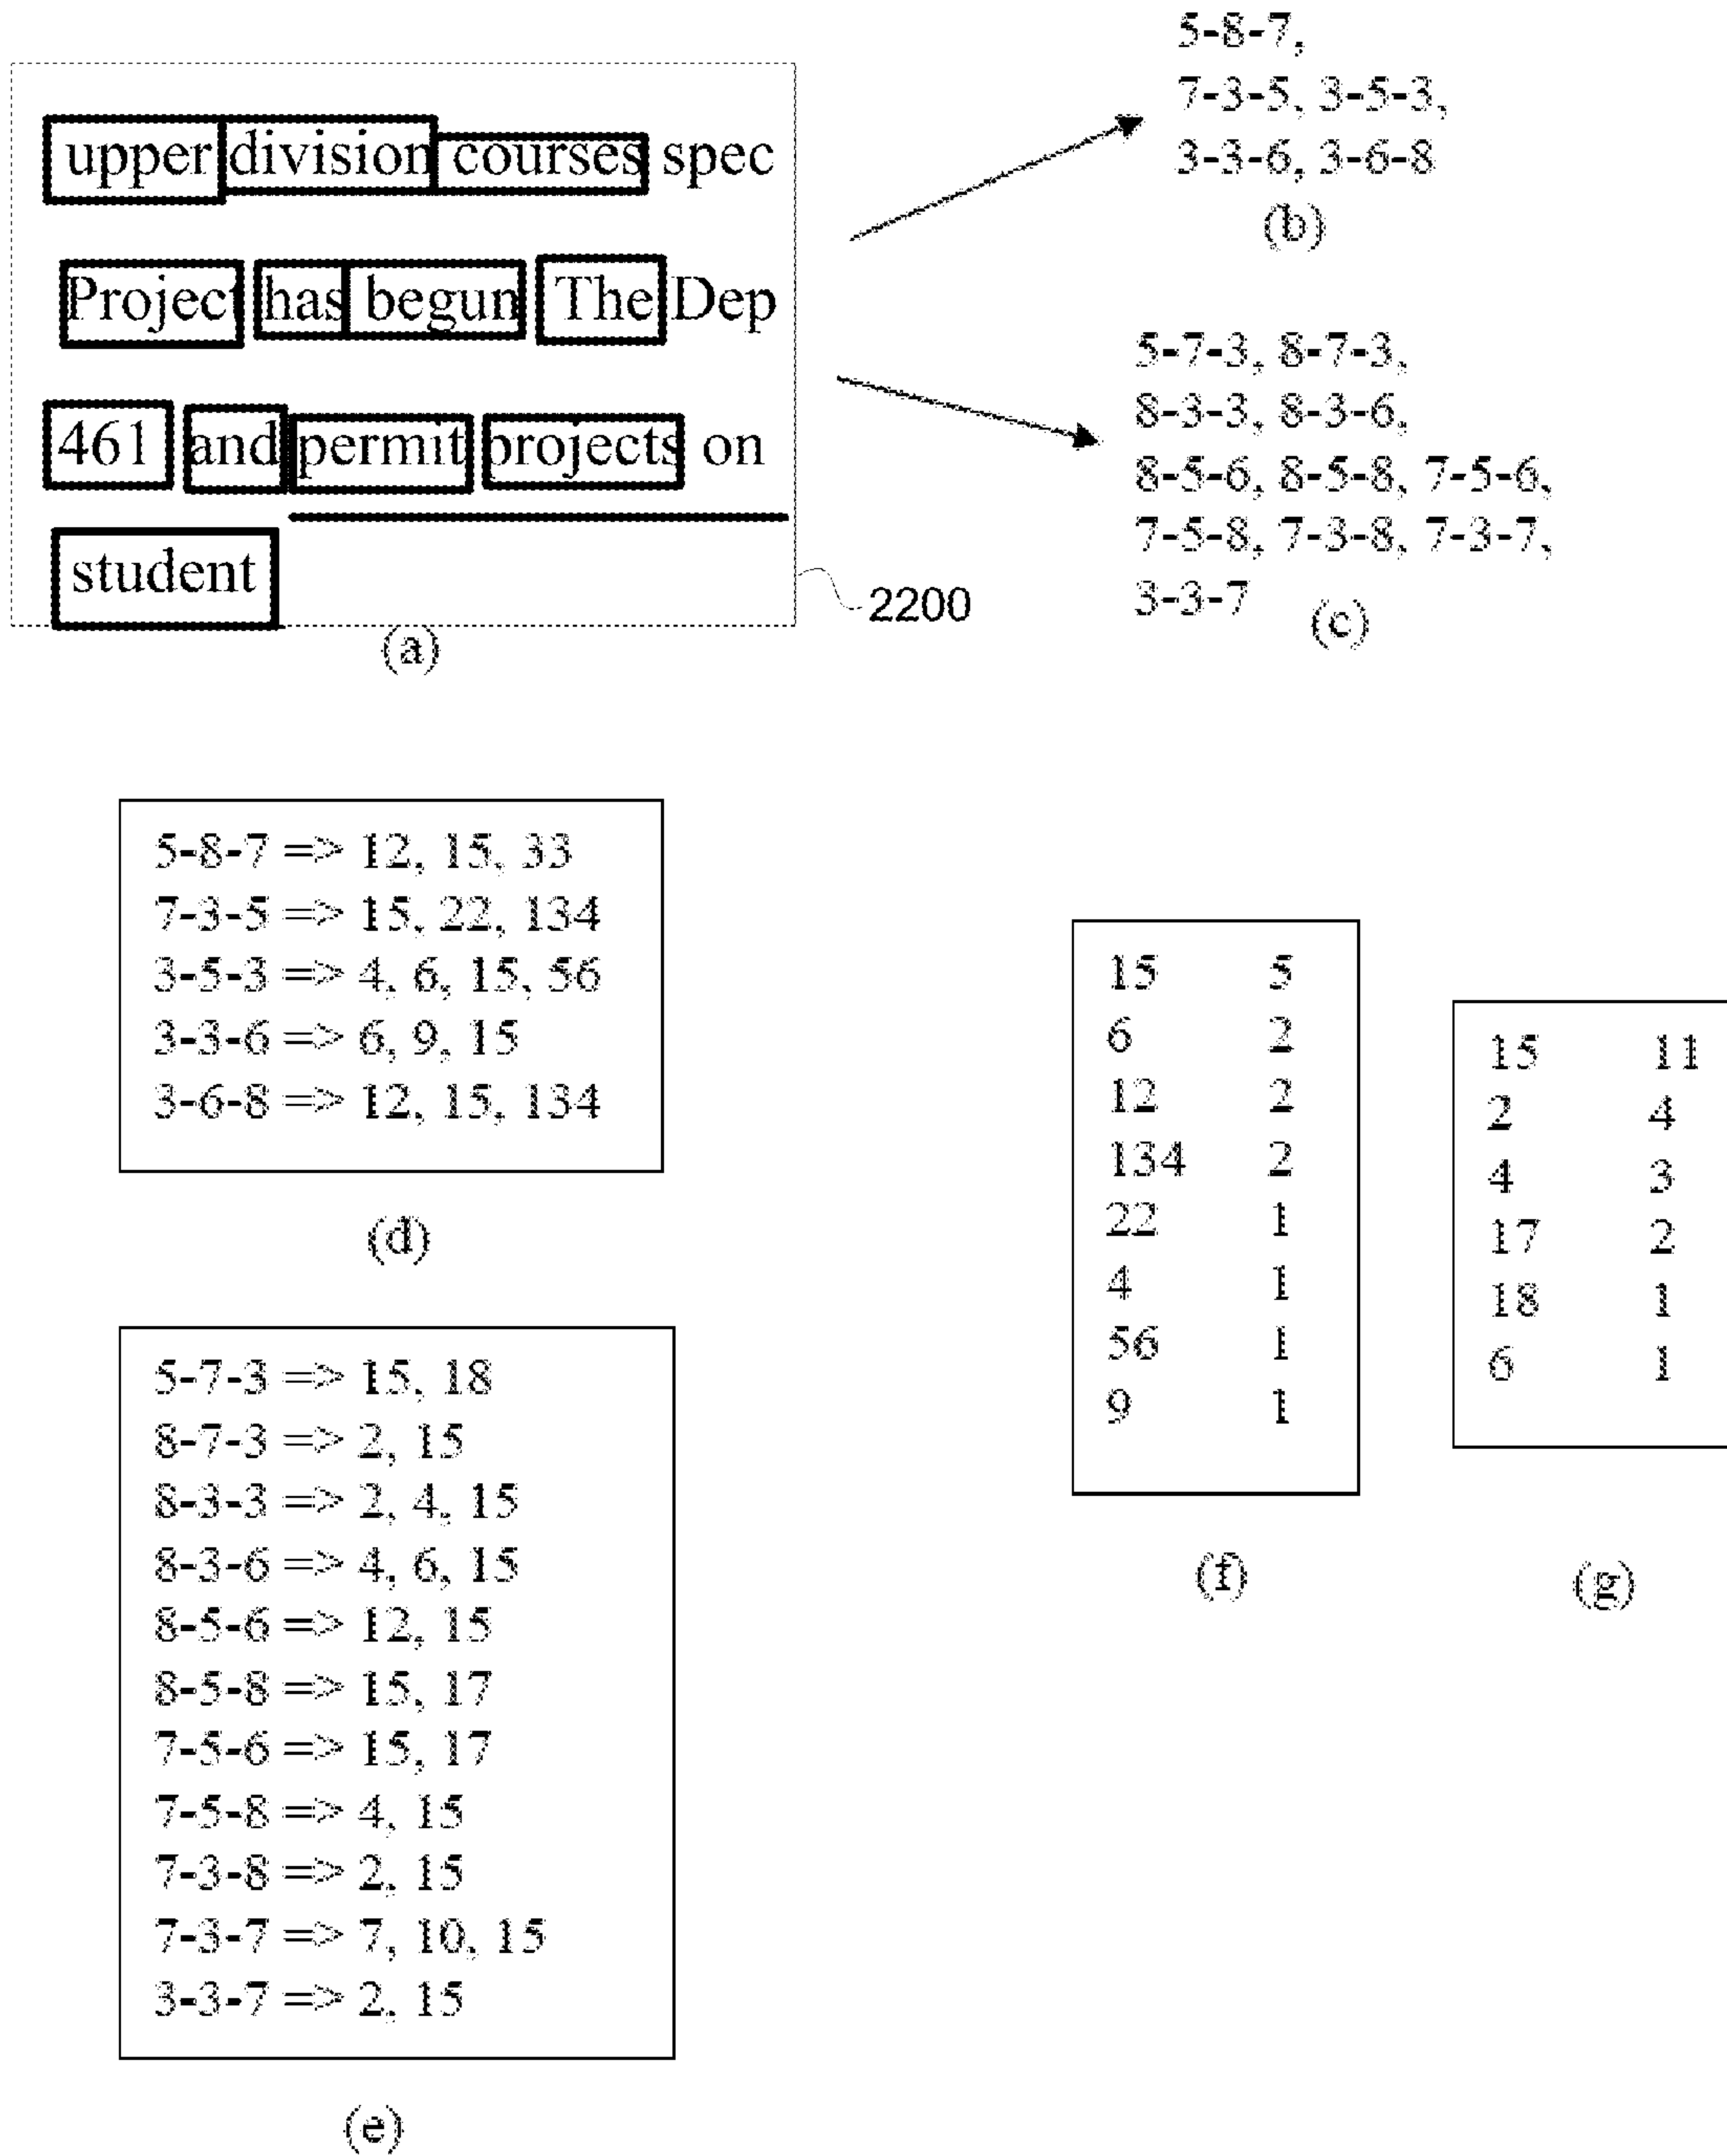 upper division courses spec
Project has begun The Dep
461 and permit projects on
student
2200
(a)
5-8-7,
7-3-5, 3-5-3,
3-3-6, 3-6-8
(b)
5-7-3, 8-7-3,
8-3-3, 8-3-6,
8-5-6, 8-5-8, 7-5-6,
7-5-8, 7-3-8, 7-3-7,
3-3-7
(c)
5-8-7 => 12, 15, 33
7-3-5 => 15, 22, 134
3-5-3 => 4, 6, 15, 56
3-3-6 => 6, 9, 15
3-6-8 => 12, 15, 134
(d)
5-7-3 => 15, 18
8-7-3 => 2, 15
8-3-3 => 2, 4, 15
8-3-6 => 4, 6, 15
8-5-6 => 12, 15
8-5-8 => 15, 17
7-5-6 => 15, 17
7-5-8 => 4, 15
7-3-8 => 2, 15
7-3-7 => 7, 10, 15
3-3-7 => 2, 15
(e)
15 5
6 2
12 2
134 2
22 1
4 1
56 1
9 1
(f)
15 11
2 4
4 3
17 2
18 1
6 1
(g)